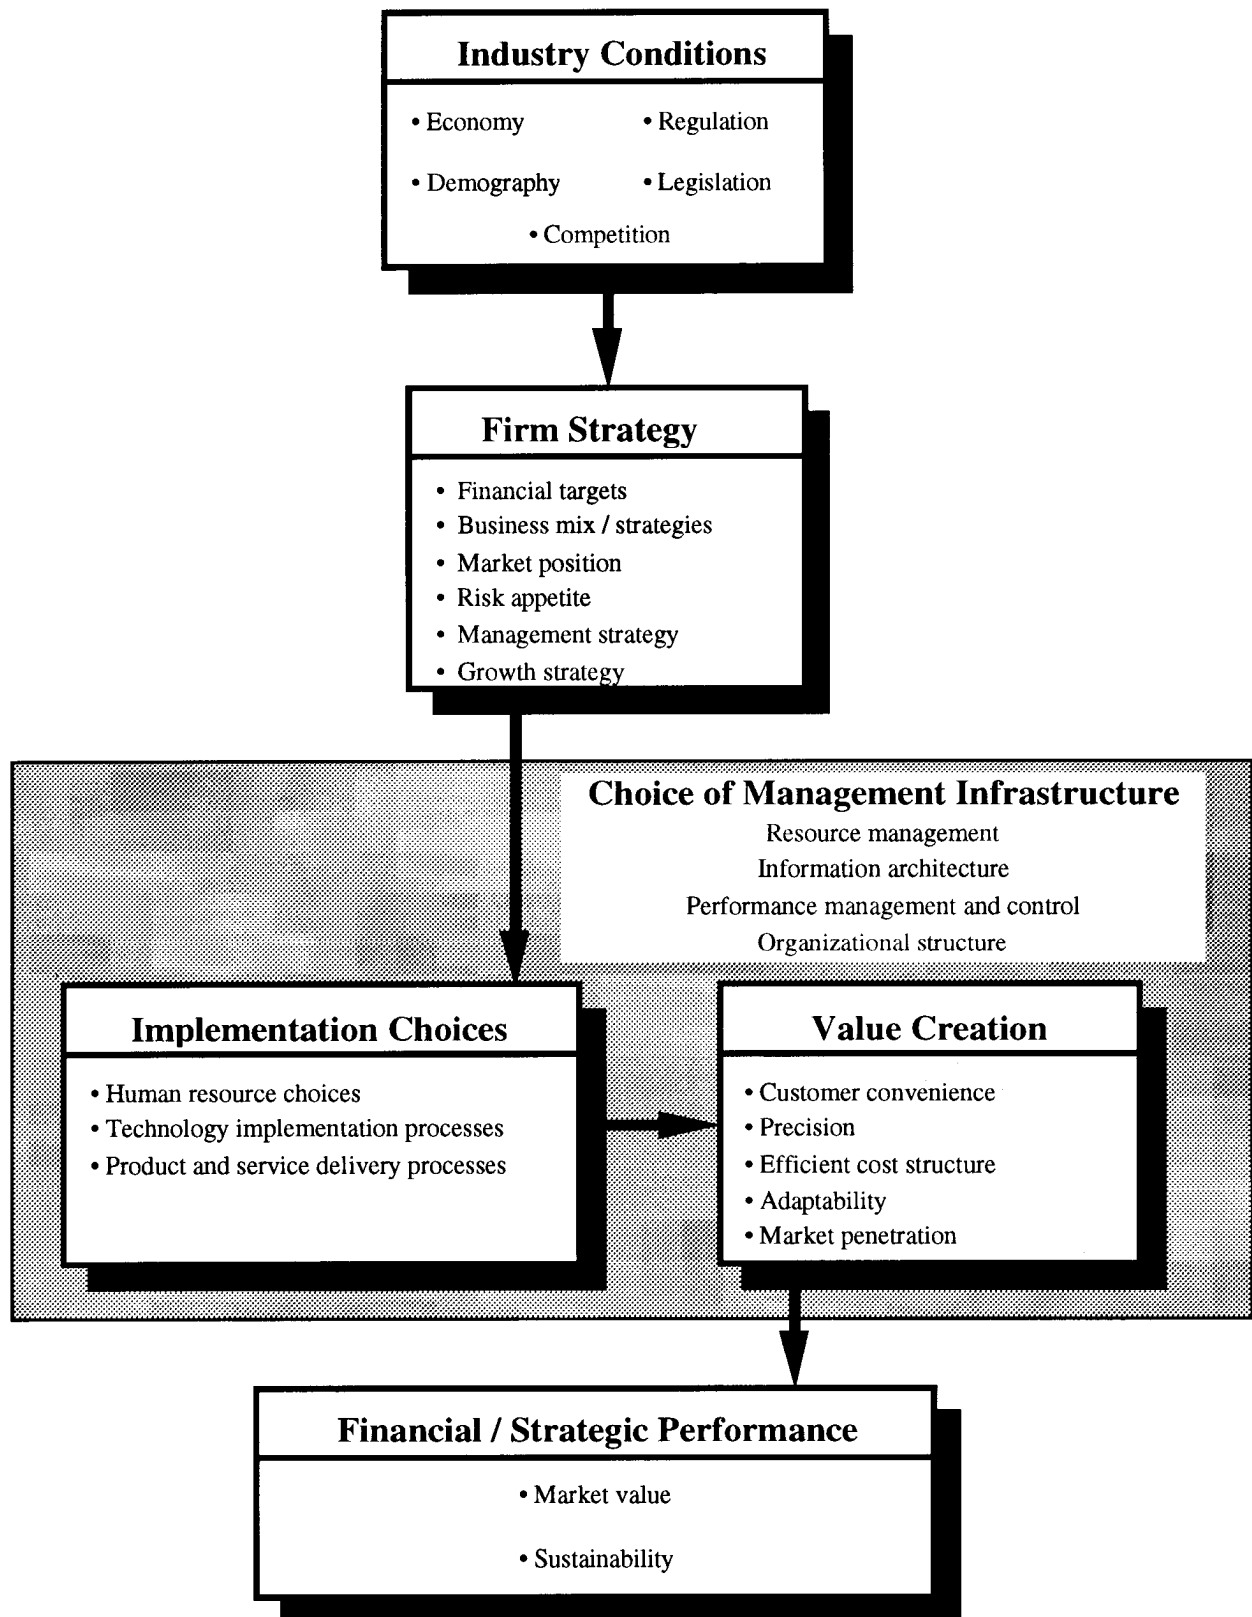 Industry Conditions
• Economy
• Regulation
• Demography
• Legislation
• Competition
Firm Strategy
• Financial targets
• Business mix / strategies
• Market position
• Risk appetite
• Management strategy
• Growth strategy
Choice of Management Infrastructure
Resource management
Information architecture
Performance management and control
Organizational structure
Implementation Choices
• Human resource choices
• Technology implementation processes
• Product and service delivery processes
Value Creation
• Customer convenience
• Precision
• Efficient cost structure
• Adaptability
• Market penetration
Financial / Strategic Performance
• Market value
• Sustainability